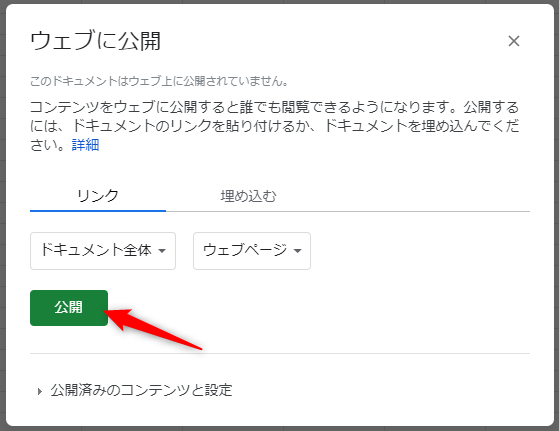 ウェブに公開
このドキュメントはウェブ上に公開されていません。
コンテンツをウェブに公開すると誰でも閲覧できるようになります。公開する
には、ドキュメントのリンクを貼り付けるか、ドキュメントを埋め込んでくだ
さい。詳細
リンク 埋め込む
ドキュメント全体 ウェブページ
公開
公開済みのコンテンツと設定